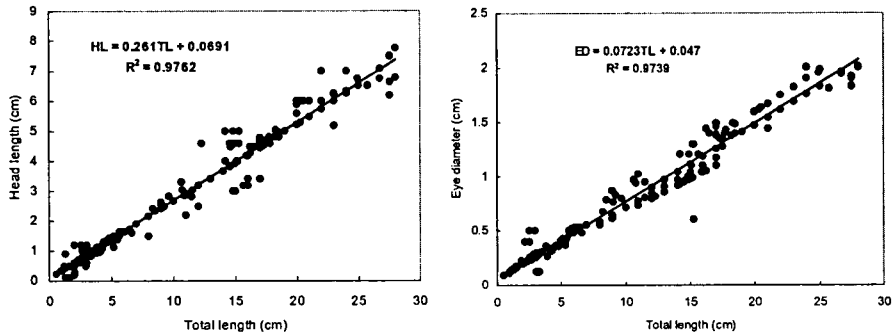 9
8
7
6
5
4
3
2
1
0
HL = 0.261TL + 0.0691
R² = 0.9762
Head length (cm)
0 5 10 15 20 25 30
Total length (cm)
2.5
2
1.5
1
0.5
0
ED = 0.0723TL + 0.047
R² = 0.9739
Eye diameter (cm)
0 5 10 15 20 25 30
Total length (cm)